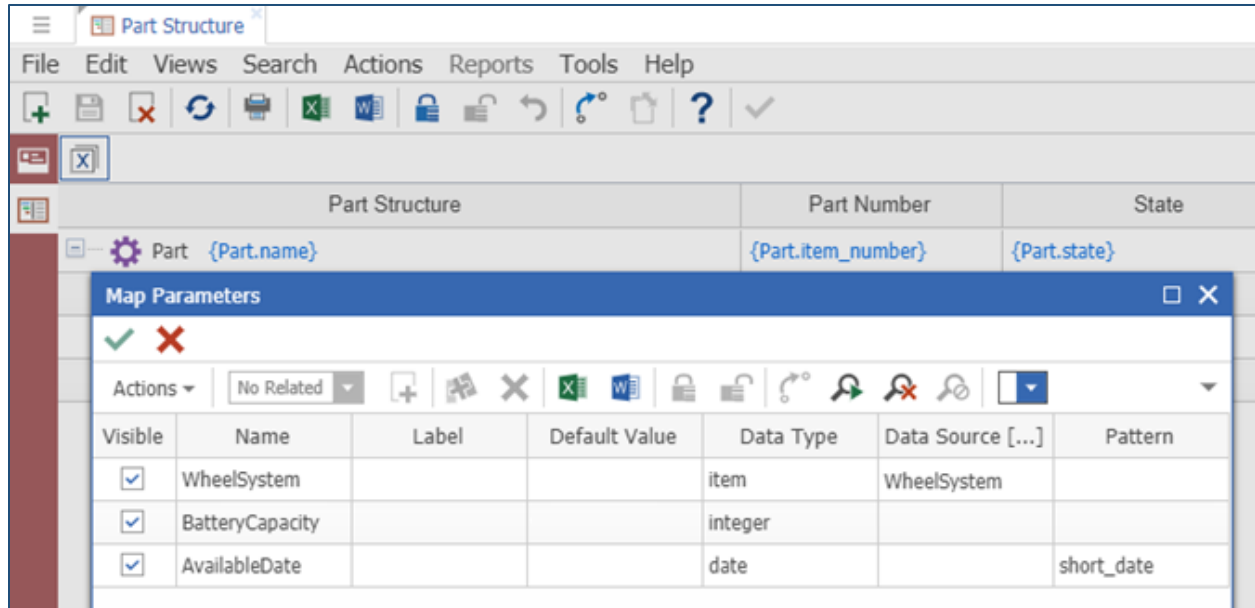 Part Structure
File Edit Views Search Actions Reports Tools Help
Part Structure Part Number State
Part {Part.name} {Part.item_number} {Part.state}
Map Parameters
Actions No Related
Visible Name Label Default Value Data Type Data Source [...] Pattern
WheelSystem item WheelSystem
BatteryCapacity integer
AvailableDate date short_date